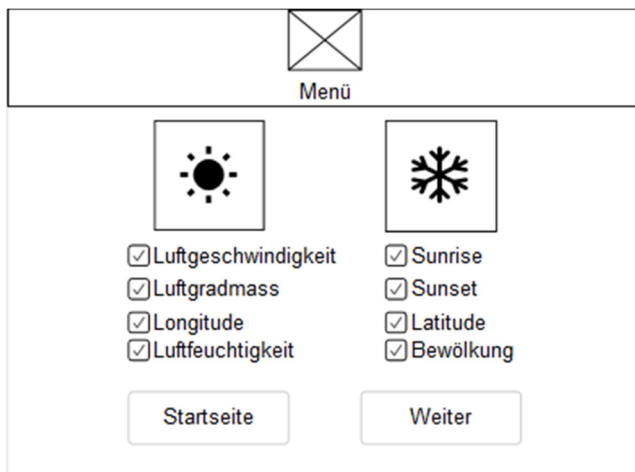 Menü
Luftgeschwindigkeit
Luftgradmass
Longitude
Luftfeuchtigkeit
Sunrise
Sunset
Latitude
Bewölkung
Startseite
Weiter